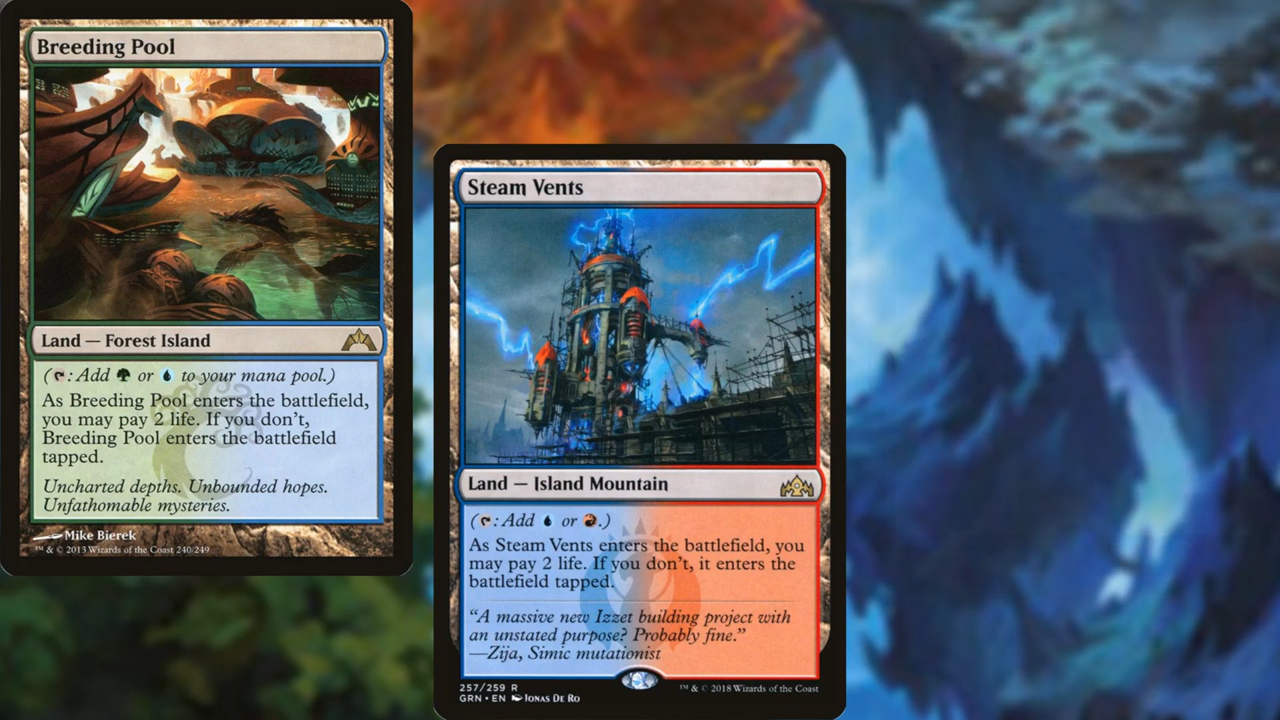 Breeding Pool
Land — Forest Island
( : Add or to your mana pool.)
As Breeding Pool enters the battlefield,
you may pay 2 life. If you don't,
Breeding Pool enters the battlefield
tapped.
Uncharted depths. Unbounded hopes.
Unfathomable mysteries.
Mike Bierek
™ & © 2013 Wizards of the Coast 240/249
Steam Vents
Land — Island Mountain
( : Add or .)
As Steam Vents enters the battlefield, you
may pay 2 life. If you don't, it enters the
battlefield tapped.
“A massive new Izzet building project with
an unstated purpose? Probably fine.”
—Zija, Simic mutationist
257/259 R
GRN • EN Jonas De Ro
™ & © 2018 Wizards of the Coast